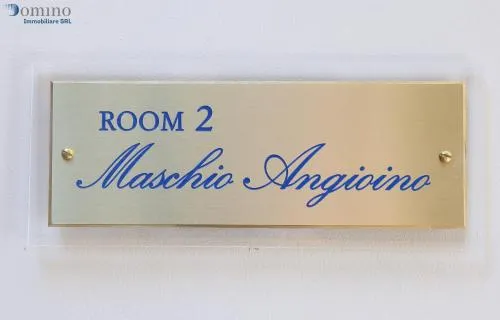 Domino
Immobiliare SRL
ROOM 2
Maschio Angioino